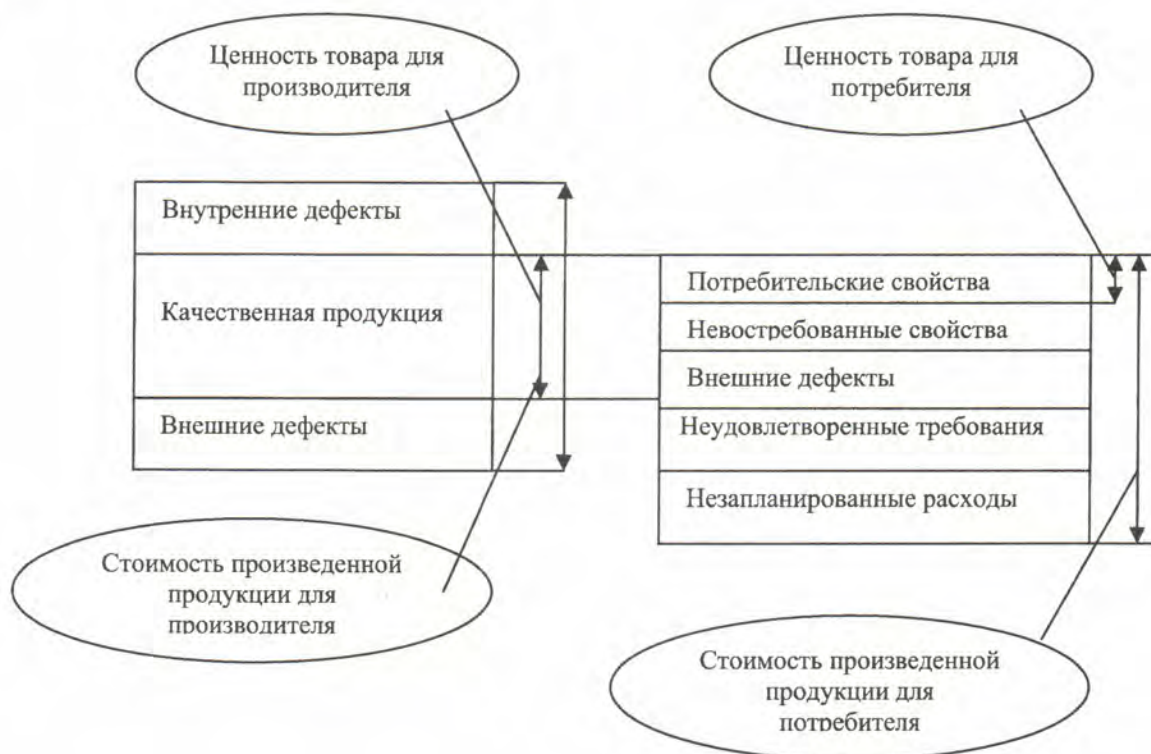 Ценность товара для
производителя
Ценность товара для
потребителя
Внутренние дефекты
Качественная продукция
Внешние дефекты
Потребительские свойства
Невостребованные свойства
Внешние дефекты
Неудовлетворенные требования
Незапланированные расходы
Стоимость произведенной
продукции для
производителя
Стоимость произведенной
продукции для
потребителя